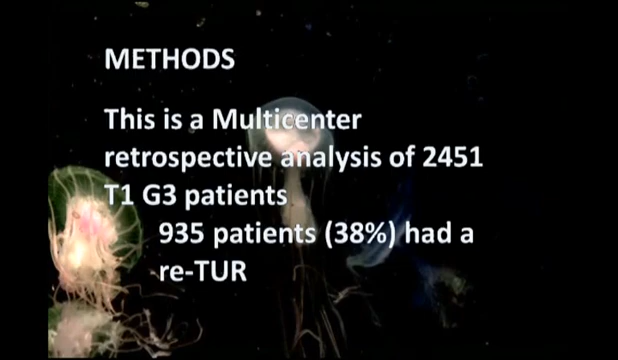 METHODS
This is a Multicenter
retrospective analysis of 2451
T1 G3 patients
935 patients (38%) had a
re-TUR